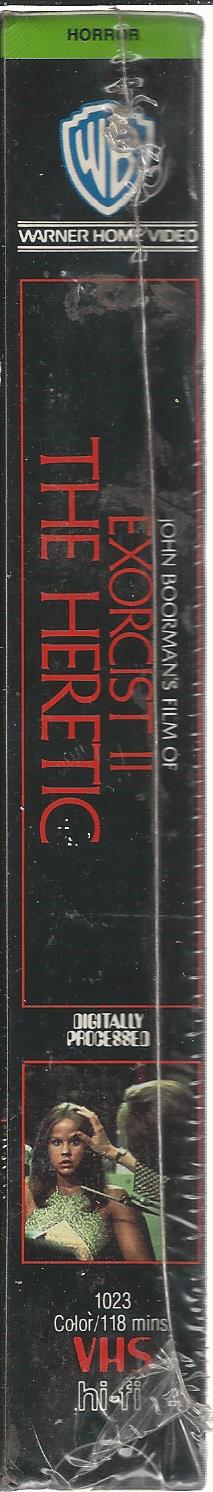 HORROR
WB
WARNER HOME VIDEO
JOHN BOORMAN'S FILM OF
EXORCIST II
THE HERETIC
DIGITALLY
PROCESSED
1023
Color/118 mins
VHS
hi-fi